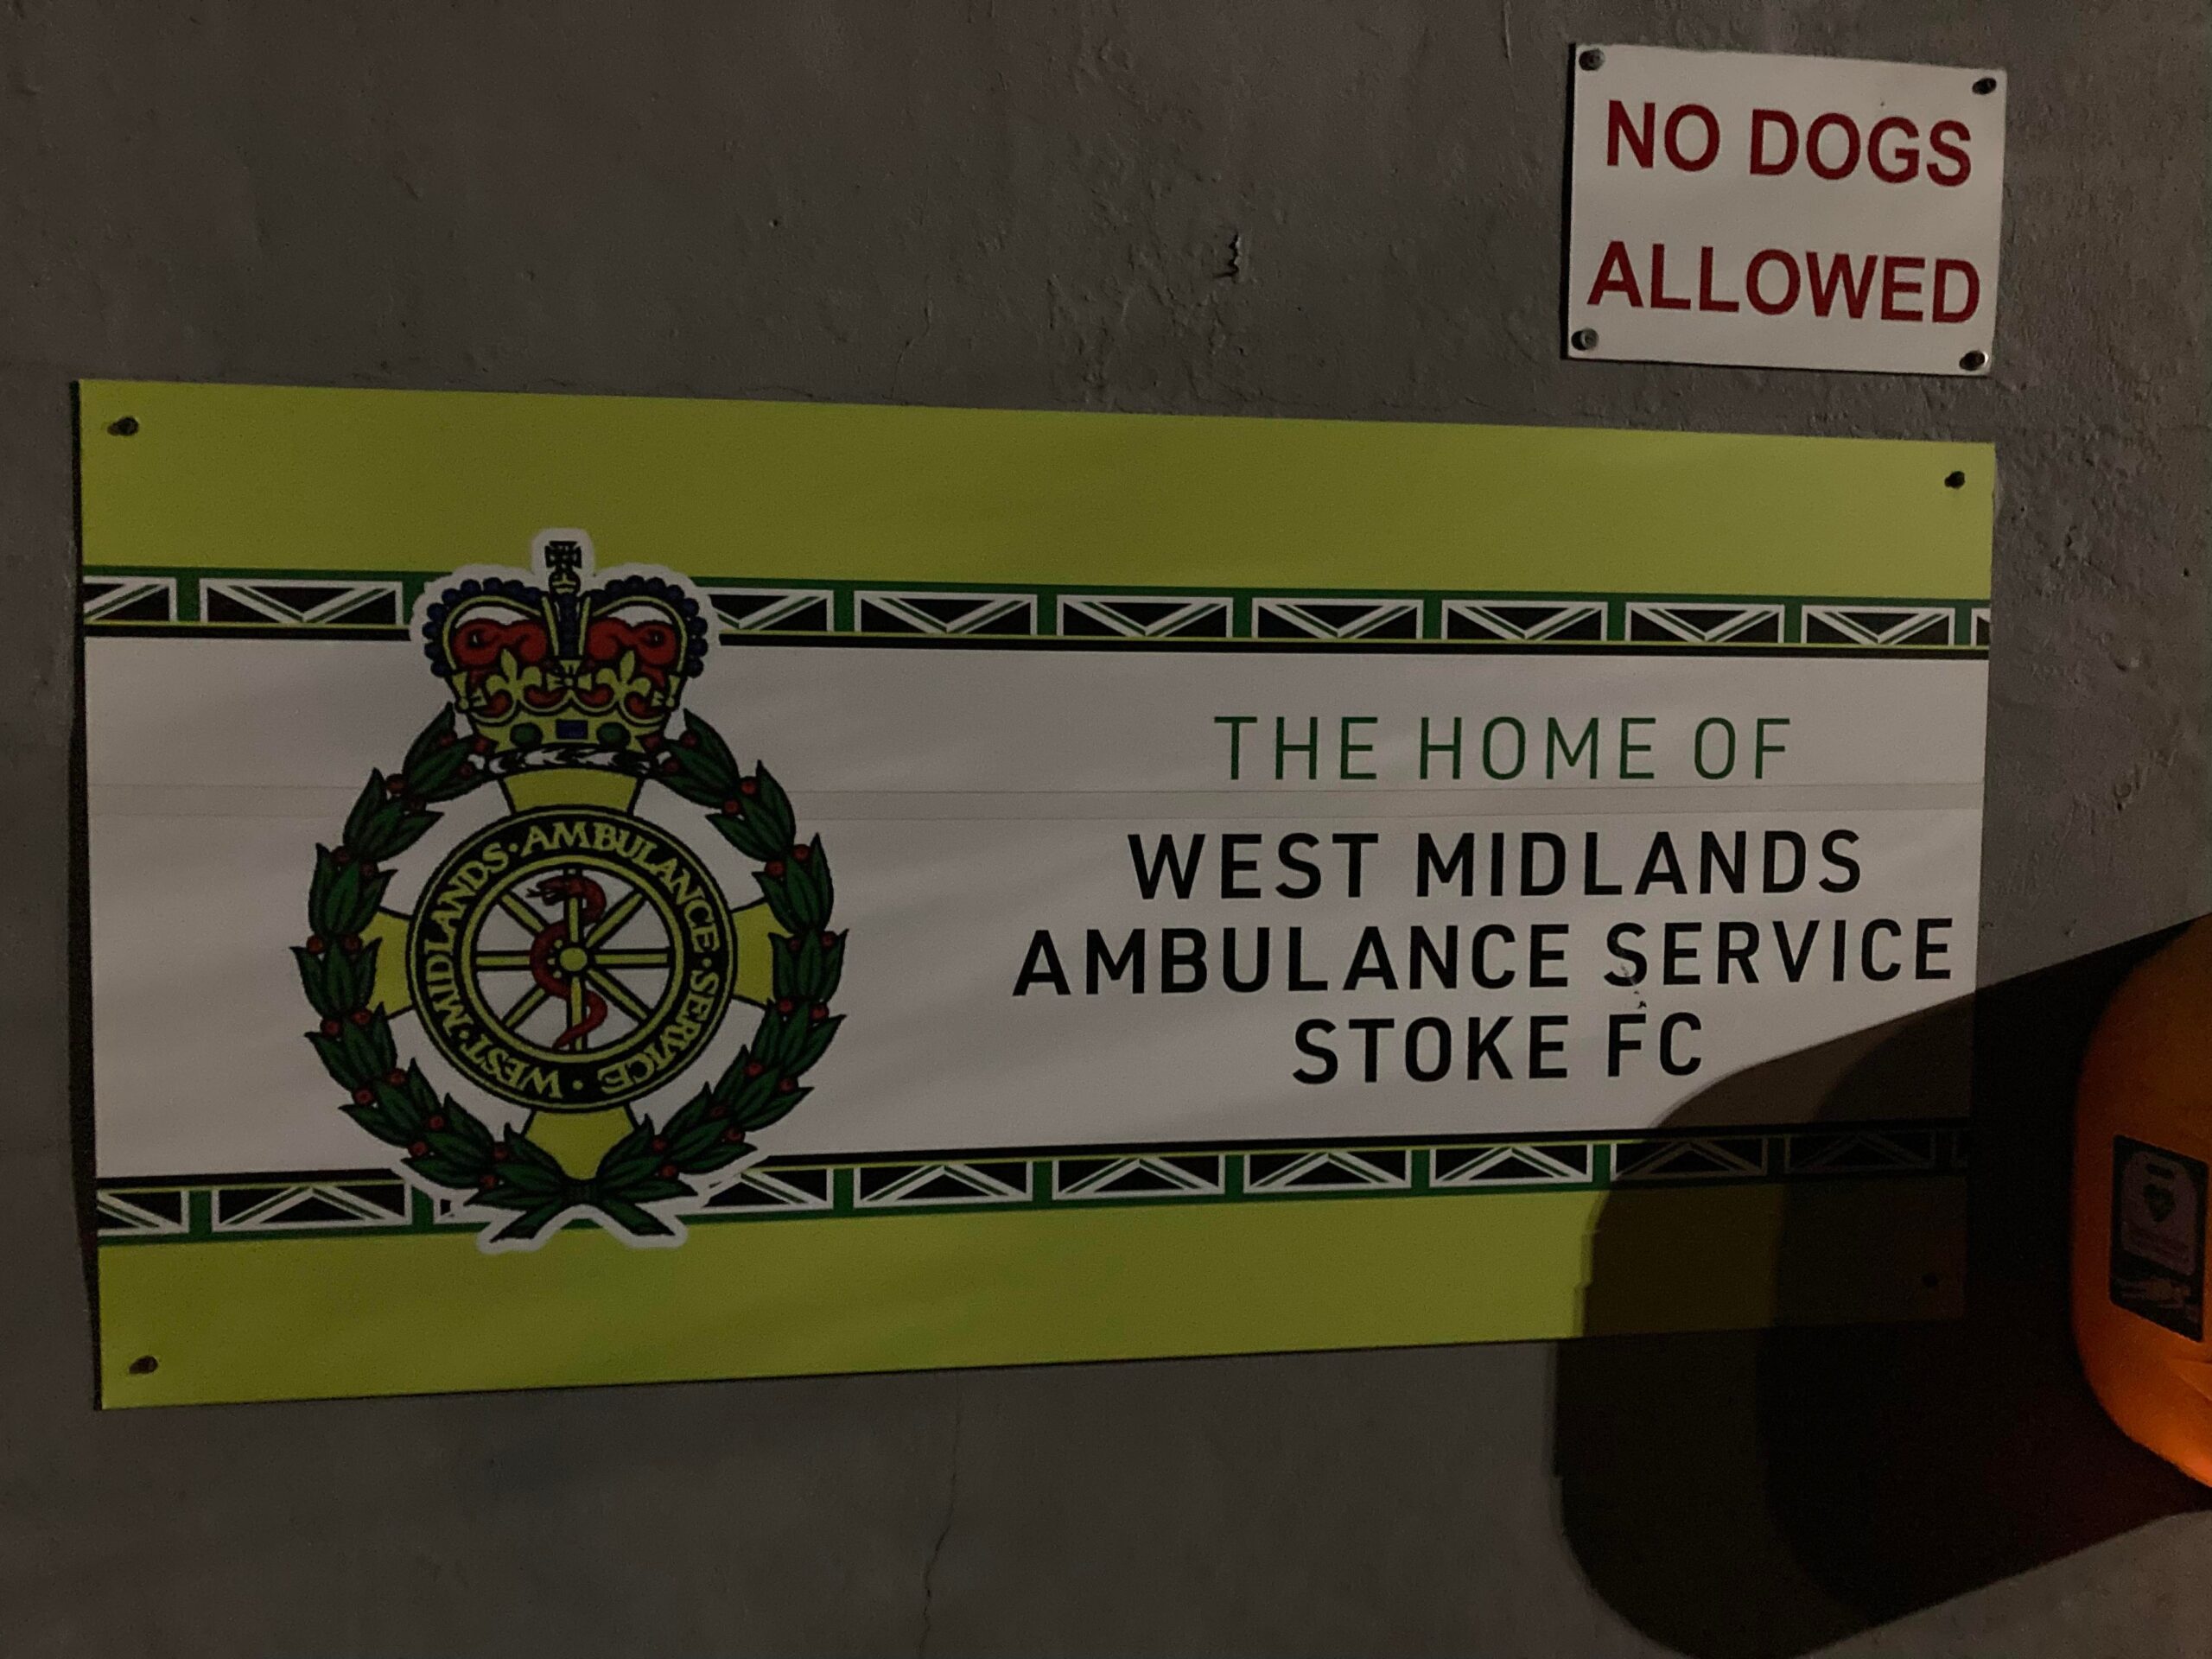 NO DOGS
ALLOWED
THE HOME OF
WEST MIDLANDS
AMBULANCE SERVICE
STOKE FC
WEST · MIDLANDS · AMBULANCE · SERVICE ·